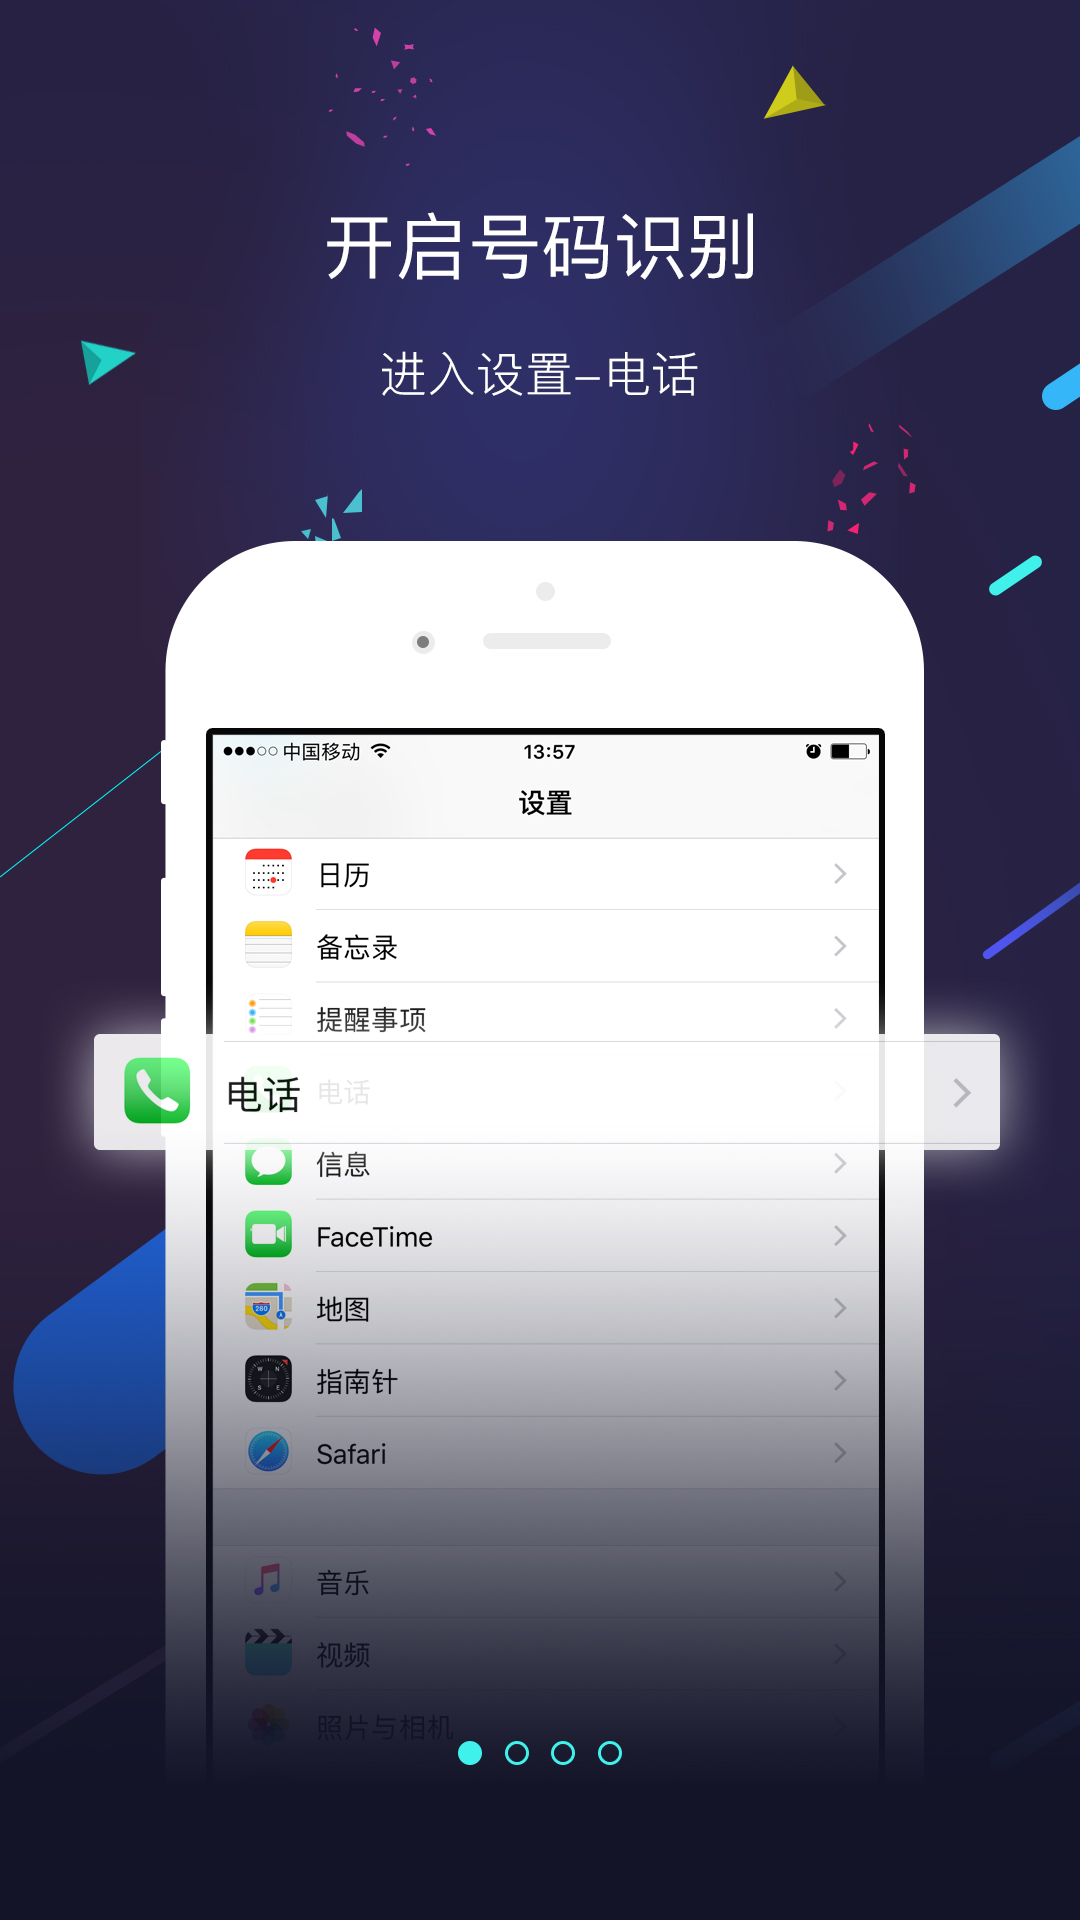 开启号码识别
进入设置–电话
中国移动
13:57
设置
日历
备忘录
提醒事项
电话
电话
信息
FaceTime
280
地图
W N
S E
指南针
Safari
音乐
视频
照片与相机